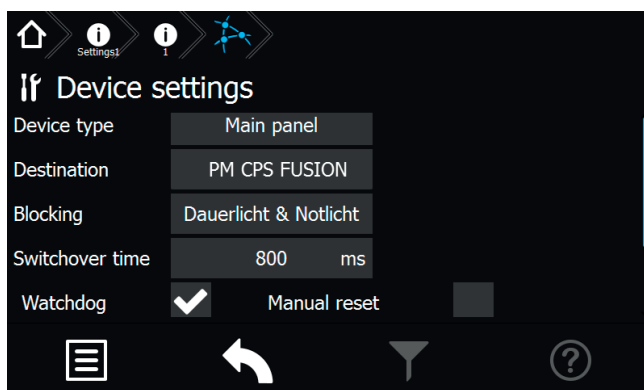 Settings1
1
Device settings
Device type Main panel
Destination PM CPS FUSION
Blocking Dauerlicht & Notlicht
Switchover time 800 ms
Watchdog Manual reset